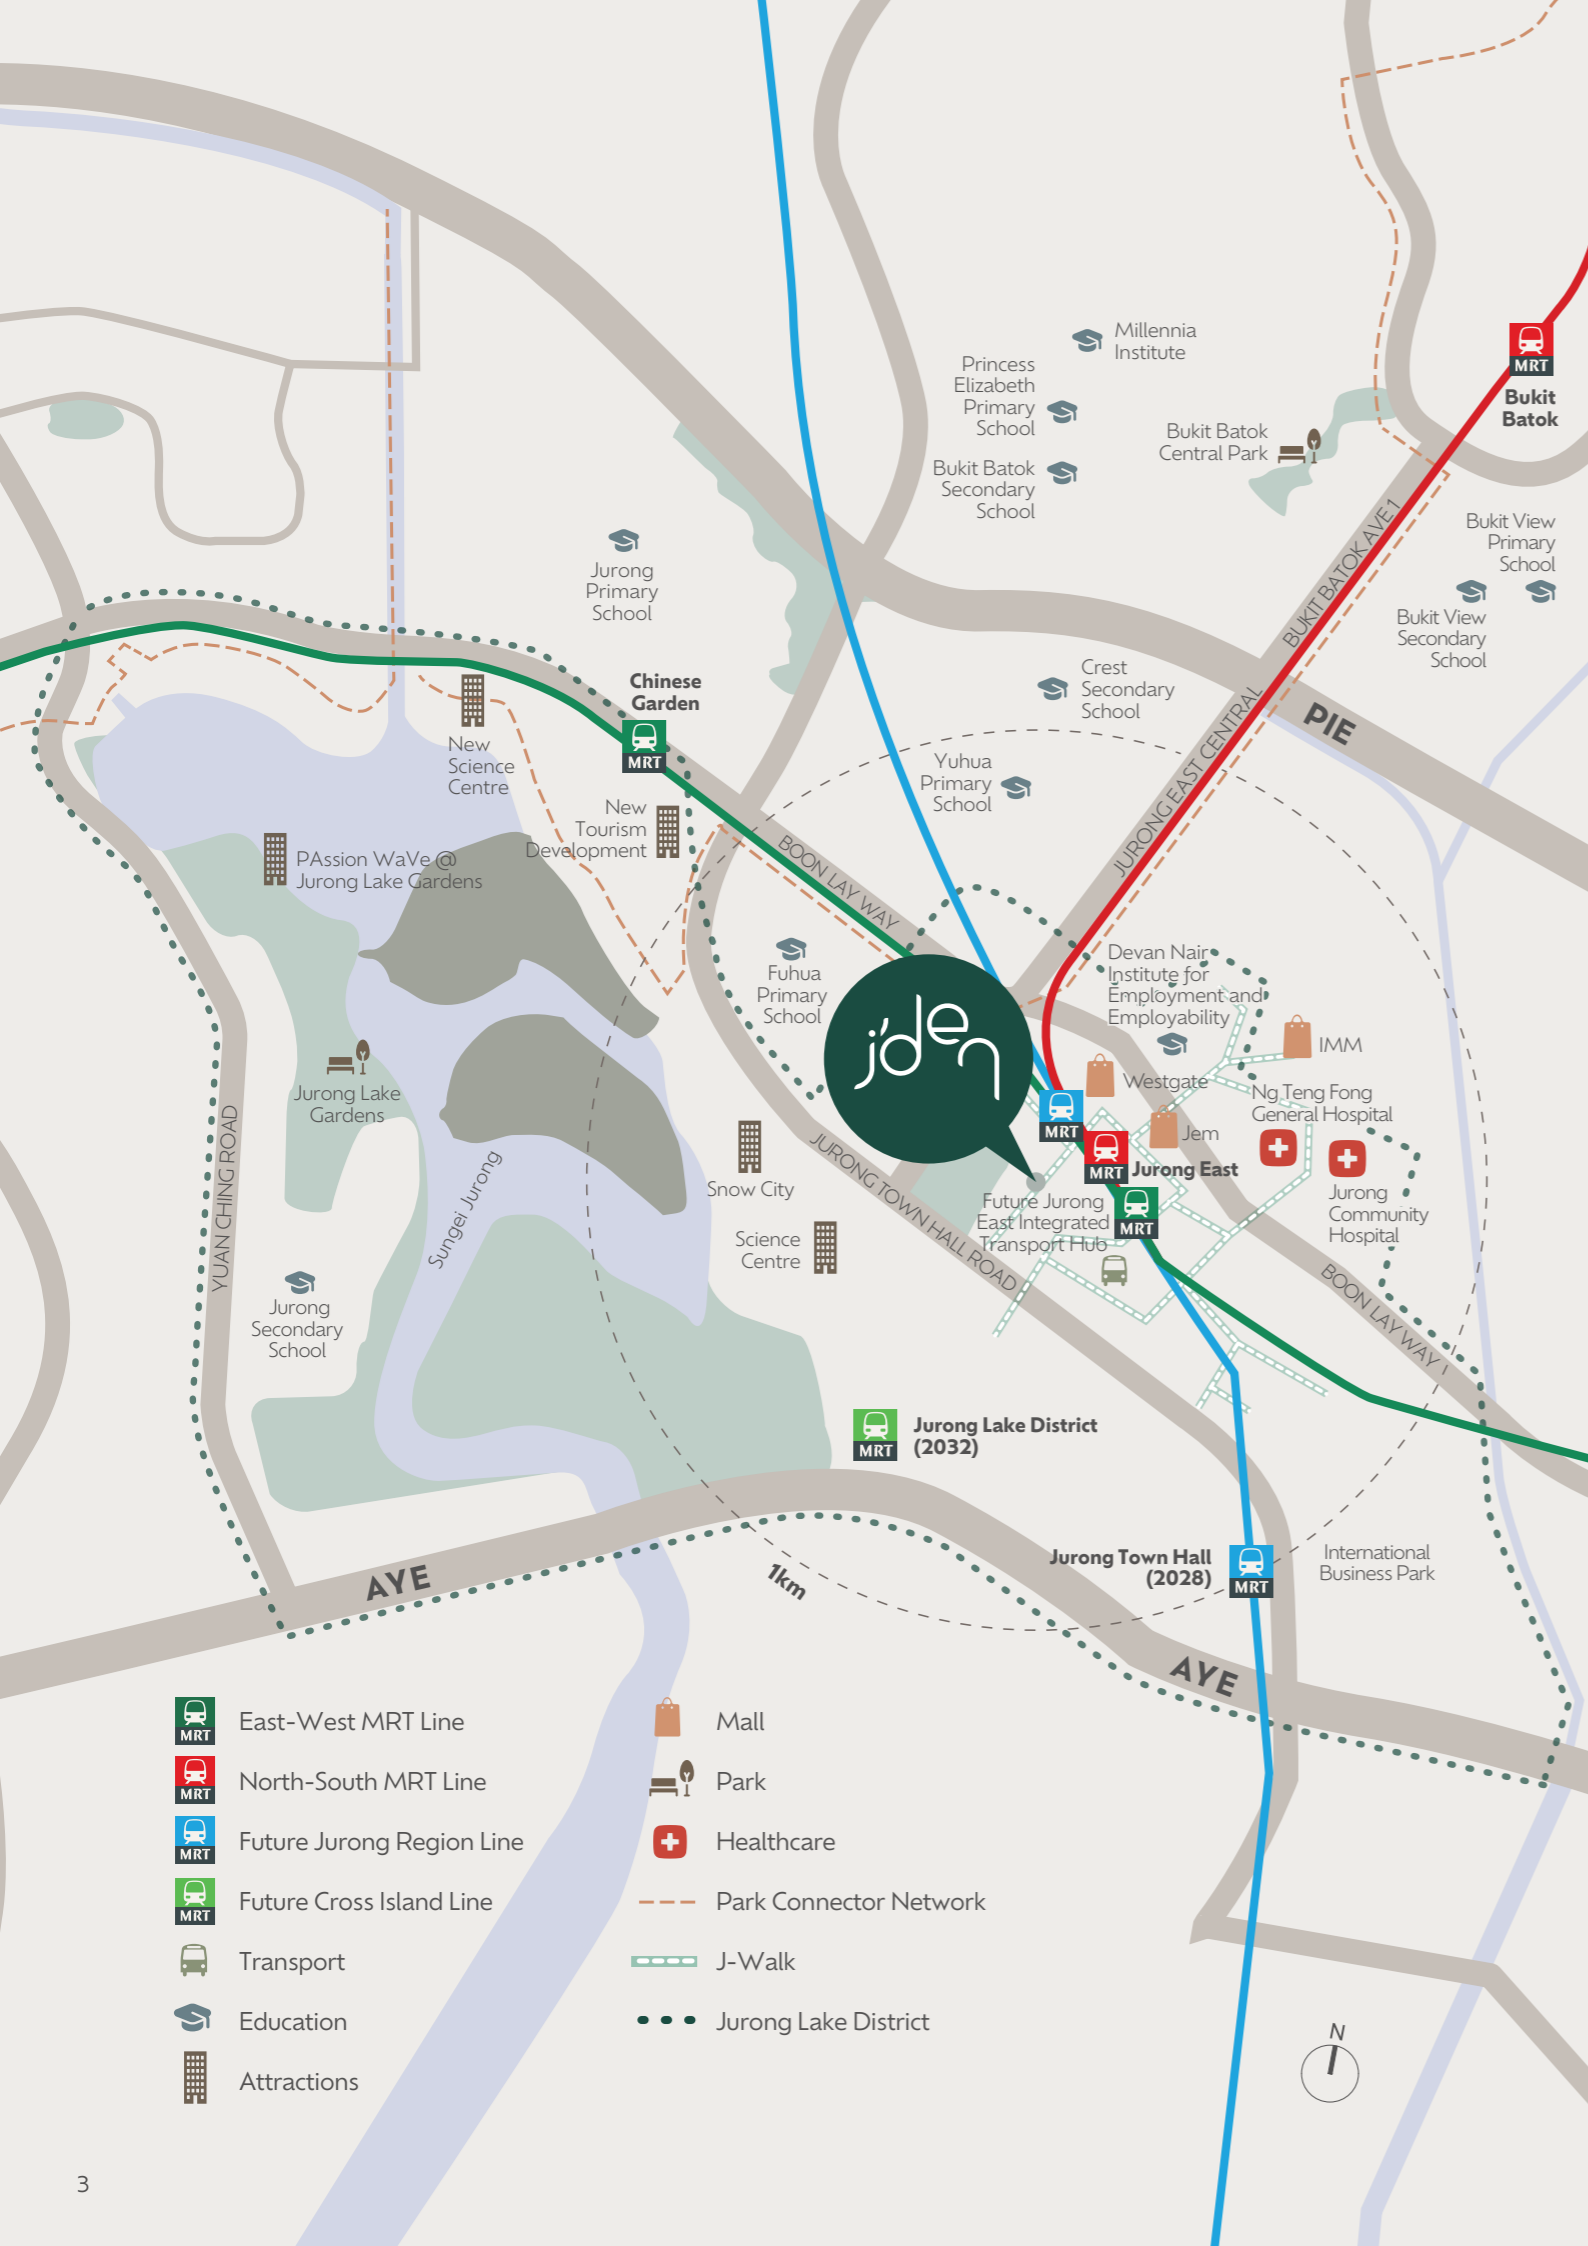 Millennia
Institute
Princess
Elizabeth
Primary
School
MRT
Bukit
Batok
Bukit Batok
Central Park
Bukit Batok
Secondary
School
BUKIT BATOK AVE 1
Bukit View
Primary
School
Bukit View
Secondary
School
Jurong
Primary
School
Crest
Secondary
School
Chinese
Garden
MRT
JURONG EAST CENTRAL
PIE
New
Science
Centre
Yuhua
Primary
School
New
Tourism
Development
BOON LAY WAY
PAssion WaVe @
Jurong Lake Gardens
Devan Nair
Institute for
Employment and
Employability
Fuhua
Primary
School
j'den
IMM
Westgate
Jurong Lake
Gardens
Ng Teng Fong
General Hospital
MRT
Jem
MRT
Jurong East
YUAN CHING ROAD
Sungei Jurong
JURONG TOWN HALL ROAD
Snow City
Future Jurong
East Integrated
Transport Hub
MRT
Jurong
Community
Hospital
Science
Centre
BOON LAY WAY
Jurong
Secondary
School
MRT
Jurong Lake District
(2032)
Jurong Town Hall
(2028)
MRT
International
Business Park
AYE
1km
AYE
MRT
East-West MRT Line
MRT
North-South MRT Line
MRT
Future Jurong Region Line
MRT
Future Cross Island Line
Transport
Education
Attractions
Mall
Park
Healthcare
Park Connector Network
J-Walk
Jurong Lake District
N
3